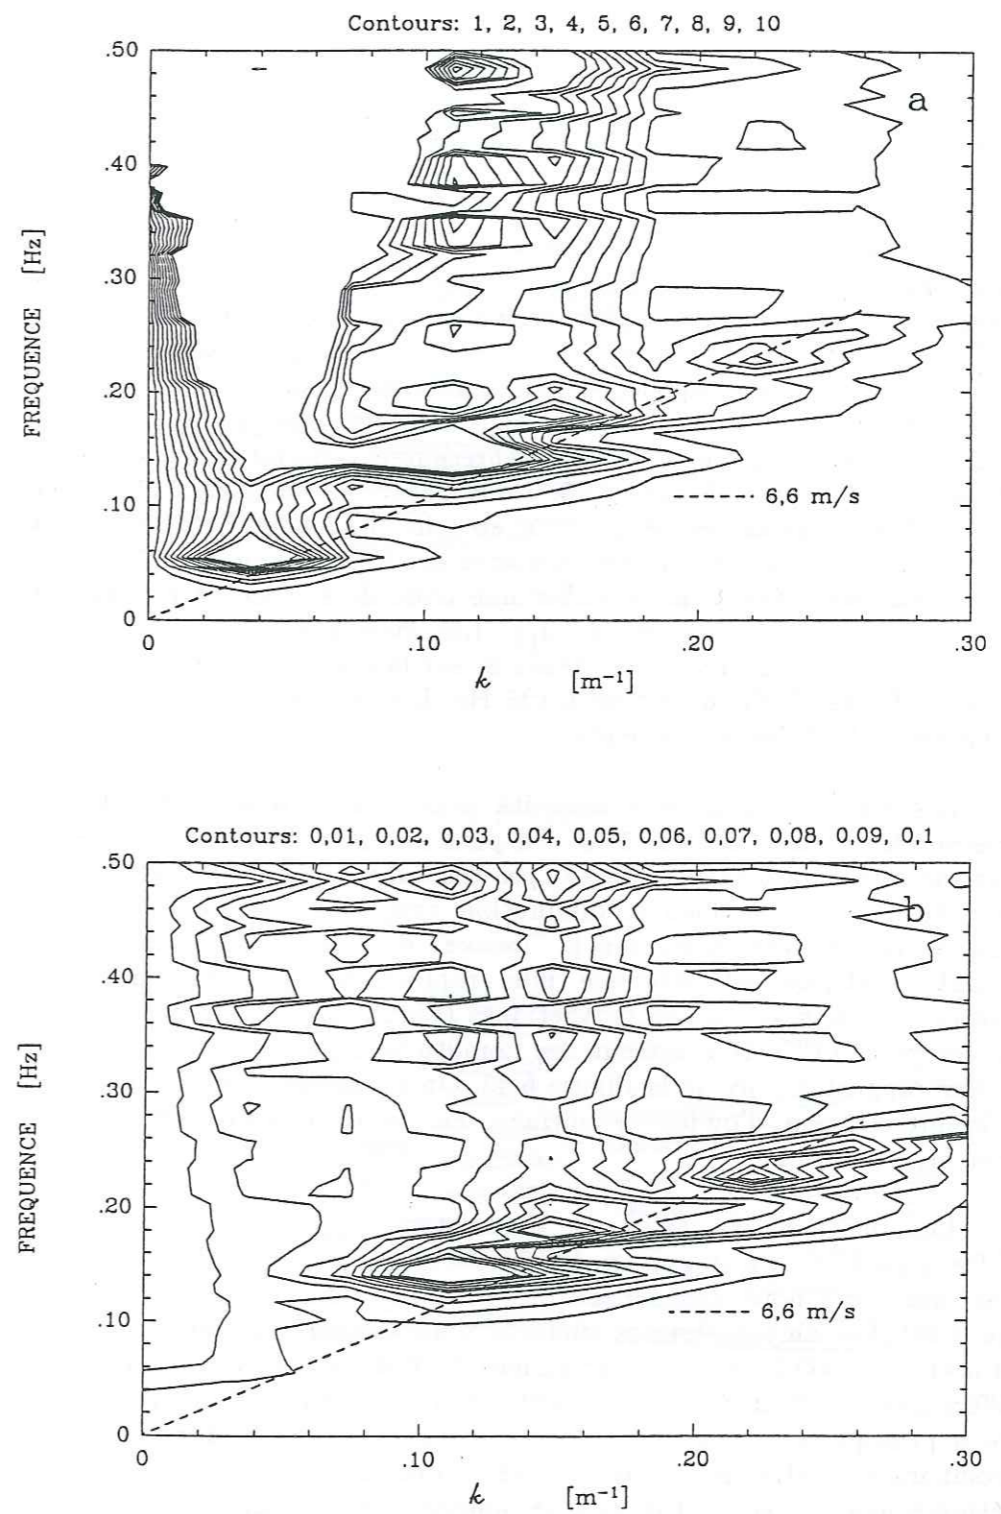 Contours: 1, 2, 3, 4, 5, 6, 7, 8, 9, 10
.50
a
.40
FREQUENCE [Hz]
.30
.20
.10
6,6 m/s
0
0 .10 .20 .30
k [m⁻¹]
Contours: 0,01, 0,02, 0,03, 0,04, 0,05, 0,06, 0,07, 0,08, 0,09, 0,1
.50
b
.40
FREQUENCE [Hz]
.30
.20
.10
6,6 m/s
0
0 .10 .20 .30
k [m⁻¹]